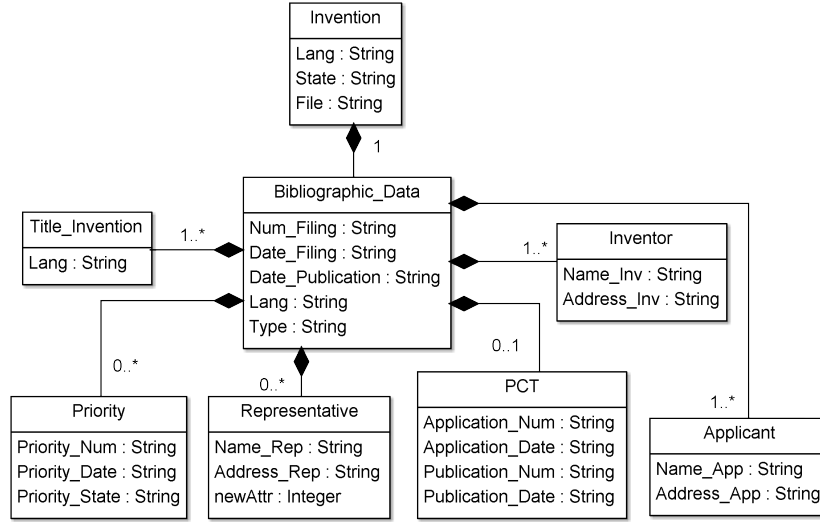 Invention
Lang : String
State : String
File : String
1
Bibliographic_Data
Num_Filing : String
Date_Filing : String
Date_Publication : String
Lang : String
Type : String
Title_Invention
Lang : String
1..*
1..*
Inventor
Name_Inv : String
Address_Inv : String
0..*
0..*
0..1
1..*
Priority
Priority_Num : String
Priority_Date : String
Priority_State : String
Representative
Name_Rep : String
Address_Rep : String
newAttr : Integer
PCT
Application_Num : String
Application_Date : String
Publication_Num : String
Publication_Date : String
Applicant
Name_App : String
Address_App : String